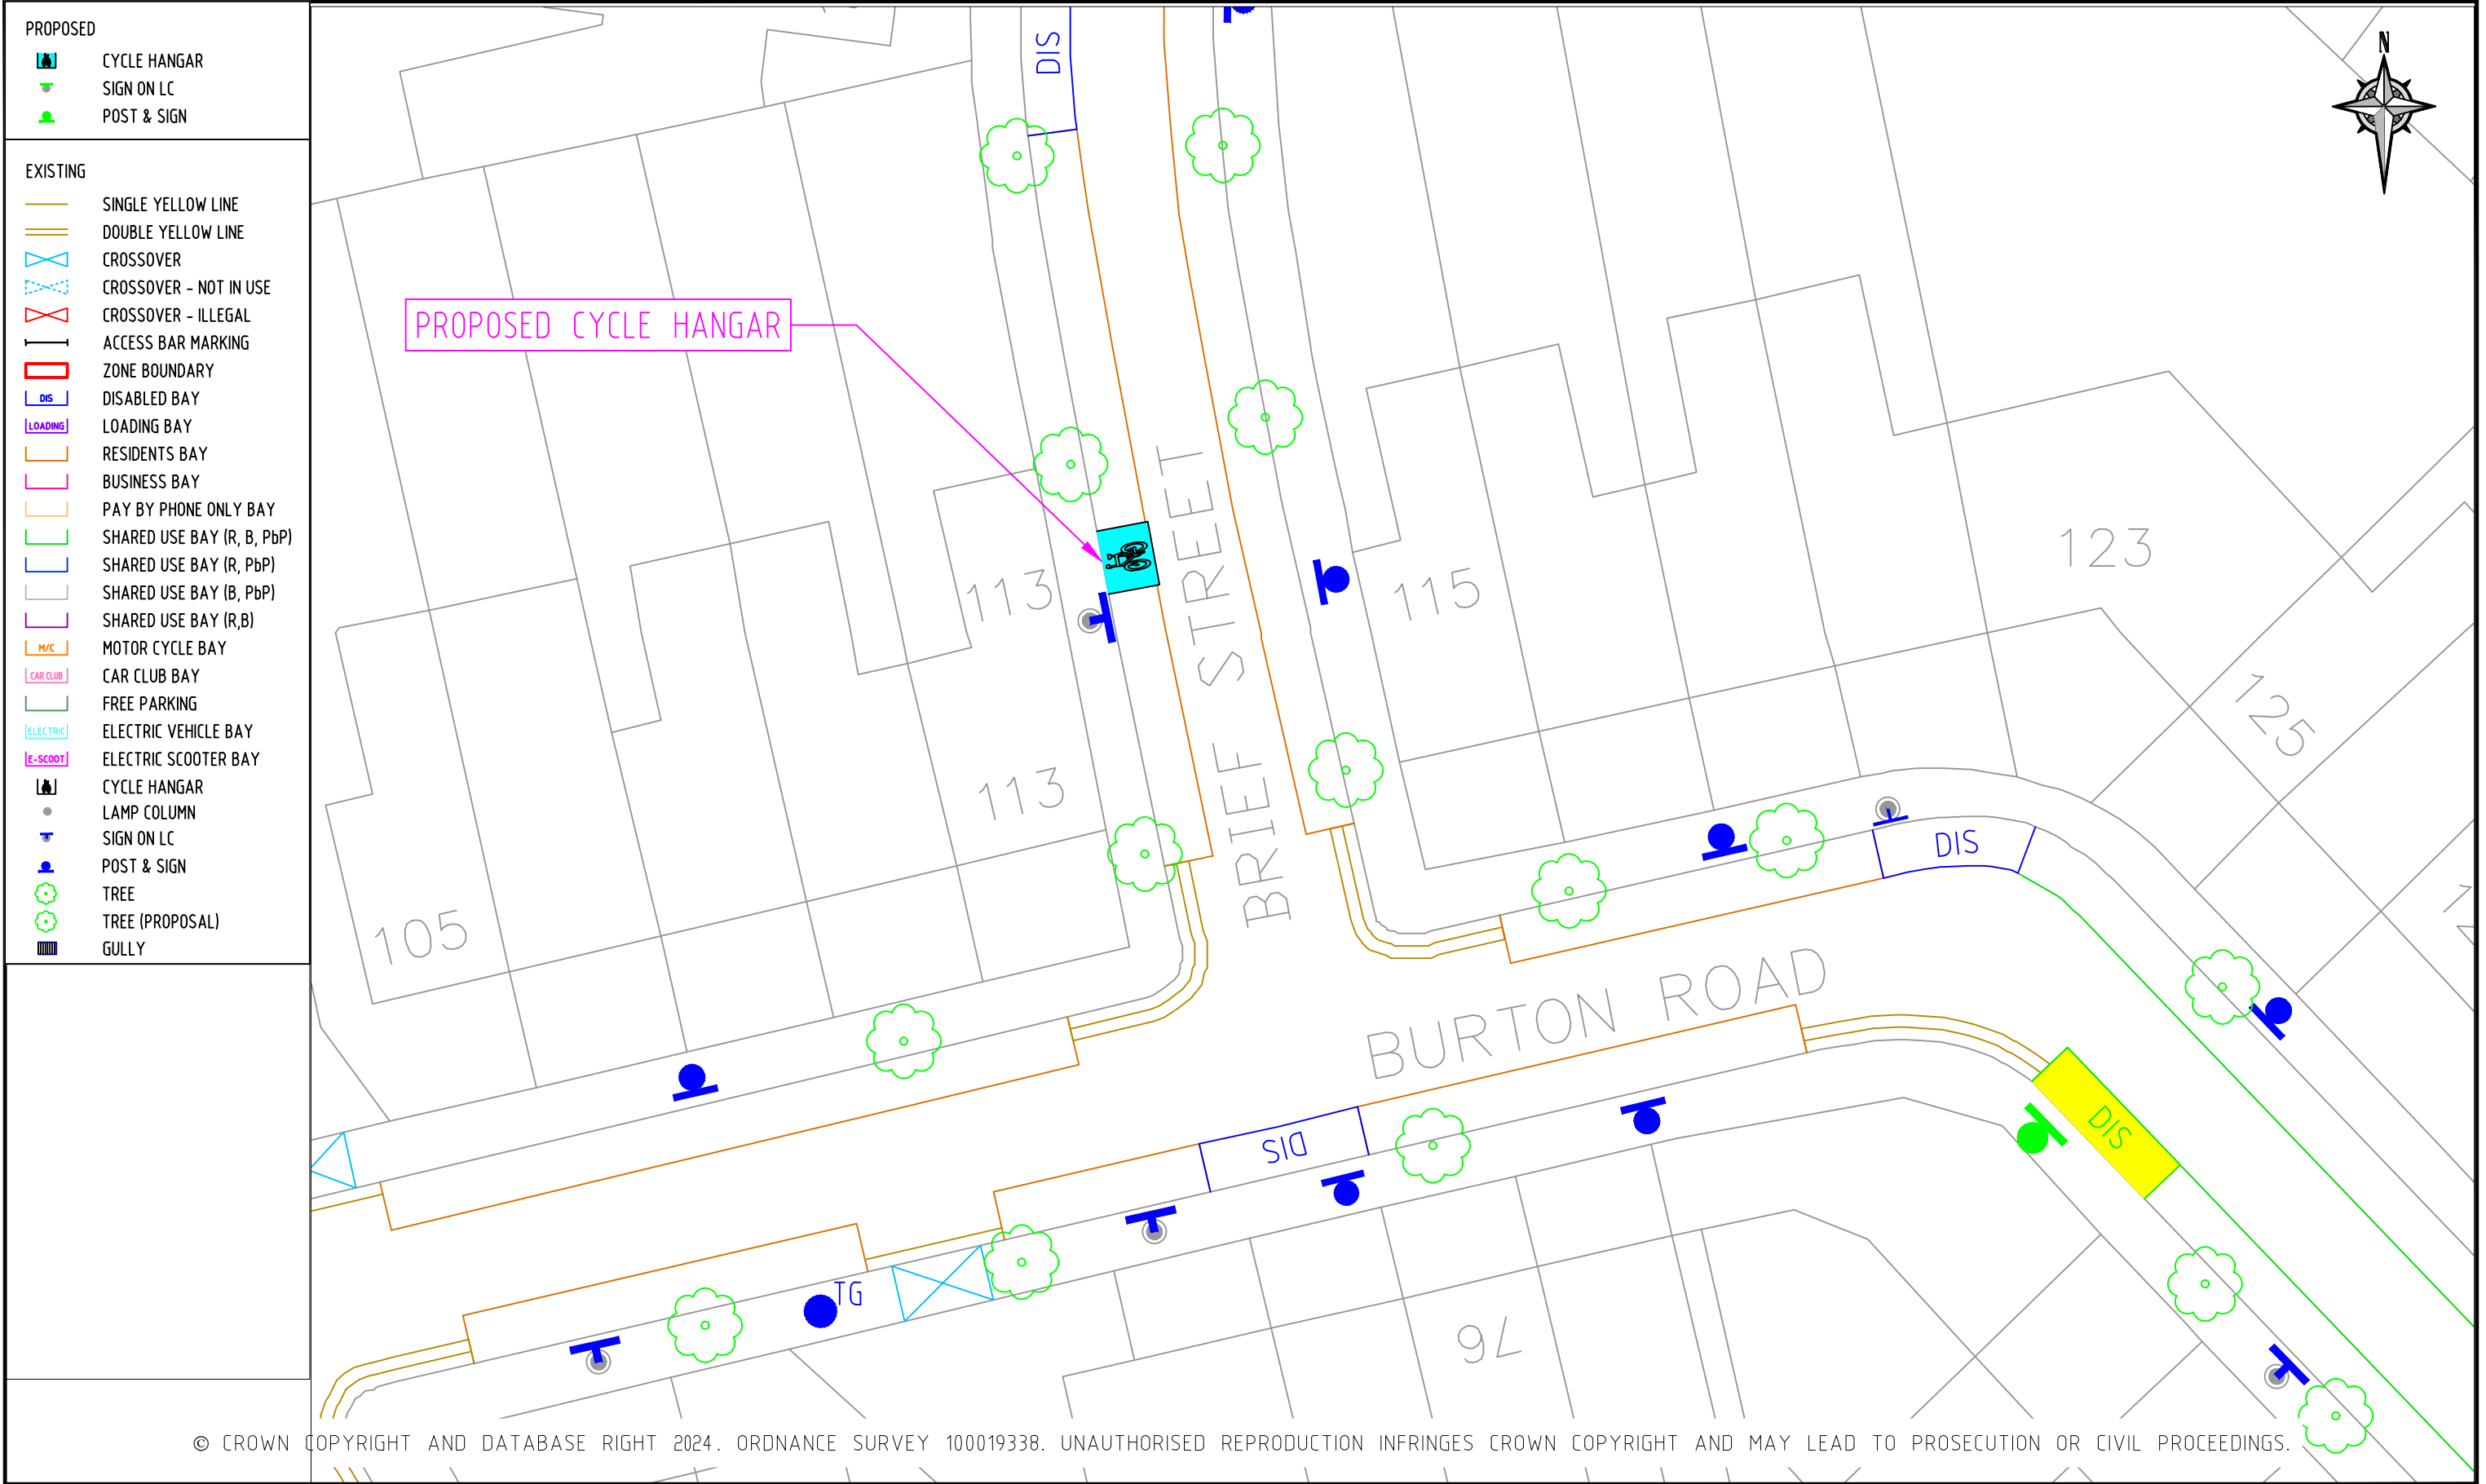 PROPOSED
CYCLE HANGAR
SIGN ON LC
POST & SIGN
EXISTING
SINGLE YELLOW LINE
DOUBLE YELLOW LINE
CROSSOVER
CROSSOVER - NOT IN USE
CROSSOVER - ILLEGAL
ACCESS BAR MARKING
ZONE BOUNDARY
DIS DISABLED BAY
LOADING LOADING BAY
RESIDENTS BAY
BUSINESS BAY
PAY BY PHONE ONLY BAY
SHARED USE BAY (R, B, PbP)
SHARED USE BAY (R, PbP)
SHARED USE BAY (B, PbP)
SHARED USE BAY (R,B)
M/C MOTOR CYCLE BAY
CAR CLUB CAR CLUB BAY
FREE PARKING
ELECTRIC ELECTRIC VEHICLE BAY
E-SCOOT ELECTRIC SCOOTER BAY
CYCLE HANGAR
LAMP COLUMN
SIGN ON LC
POST & SIGN
TREE
TREE (PROPOSAL)
GULLY
N
DIS
PROPOSED CYCLE HANGAR
113
115
123
BRIEF STREET
125
113
105
DIS
BURTON ROAD
DIS
DIS
TG
76
© CROWN COPYRIGHT AND DATABASE RIGHT 2024. ORDNANCE SURVEY 100019338. UNAUTHORISED REPRODUCTION INFRINGES CROWN COPYRIGHT AND MAY LEAD TO PROSECUTION OR CIVIL PROCEEDINGS.